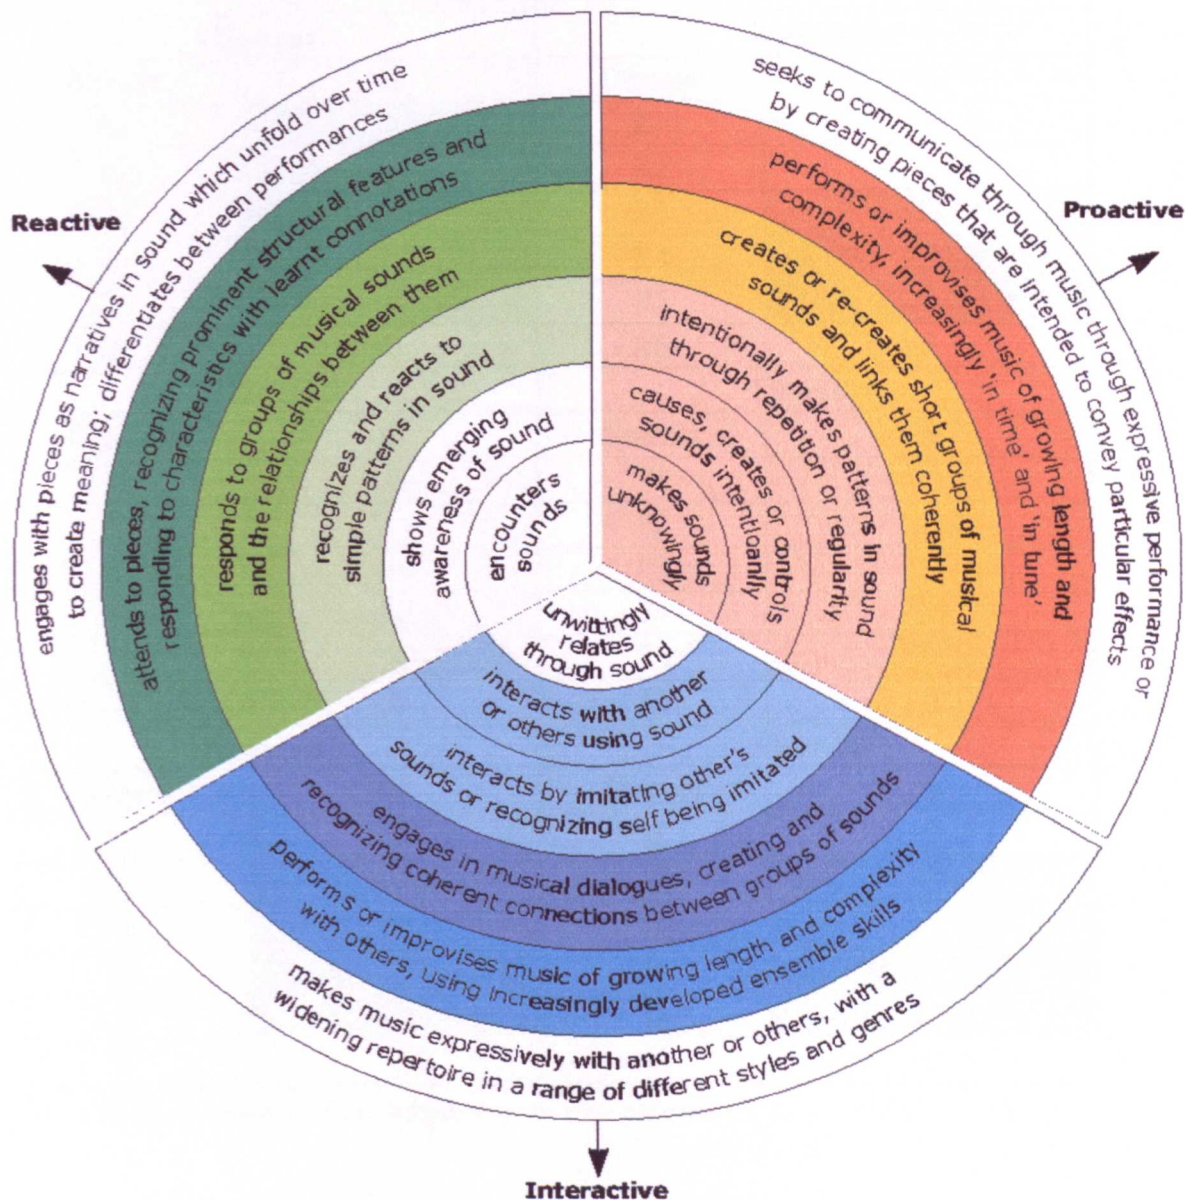 Reactive
engages with pieces as narratives in sound which unfold over time
to create meaning; differentiates between performances
attends to pieces, recognizing prominent structural features and
responding to characteristics with learnt connotations
responds to groups of musical sounds
and the relationships between them
recognizes and reacts to
simple patterns in sound
shows emerging
awareness of sound
encounters
sounds
Proactive
seeks to communicate through music through expressive performance or
by creating pieces that are intended to convey particular effects
performs or improvises music of growing length and
complexity, increasingly 'in time' and 'in tune'
creates or re-creates short groups of musical
sounds and links them coherently
intentionally makes patterns in sound
through repetition or regularity
causes, creates or controls
sounds intentioanlly
makes sounds
unknowingly
unwittingly
relates
through sound
interacts with another
or others using sound
interacts by imitating other's
sounds or recognizing self being imitated
engages in musical dialogues, creating and
recognizing coherent connections between groups of sounds
performs or improvises music of growing length and complexity
with others, using increasingly developed ensemble skills
makes music expressively with another or others, with a
widening repertoire in a range of different styles and genres
Interactive